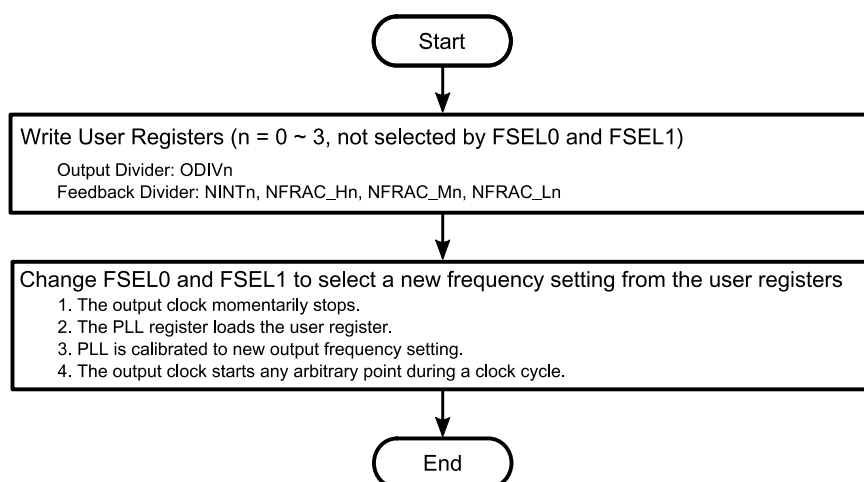 Start
Write User Registers (n = 0 ~ 3, not selected by FSEL0 and FSEL1)
Output Divider: ODIVn
Feedback Divider: NINTn, NFRAC_Hn, NFRAC_Mn, NFRAC_Ln
Change FSEL0 and FSEL1 to select a new frequency setting from the user registers
1. The output clock momentarily stops.
2. The PLL register loads the user register.
3. PLL is calibrated to new output frequency setting.
4. The output clock starts any arbitrary point during a clock cycle.
End